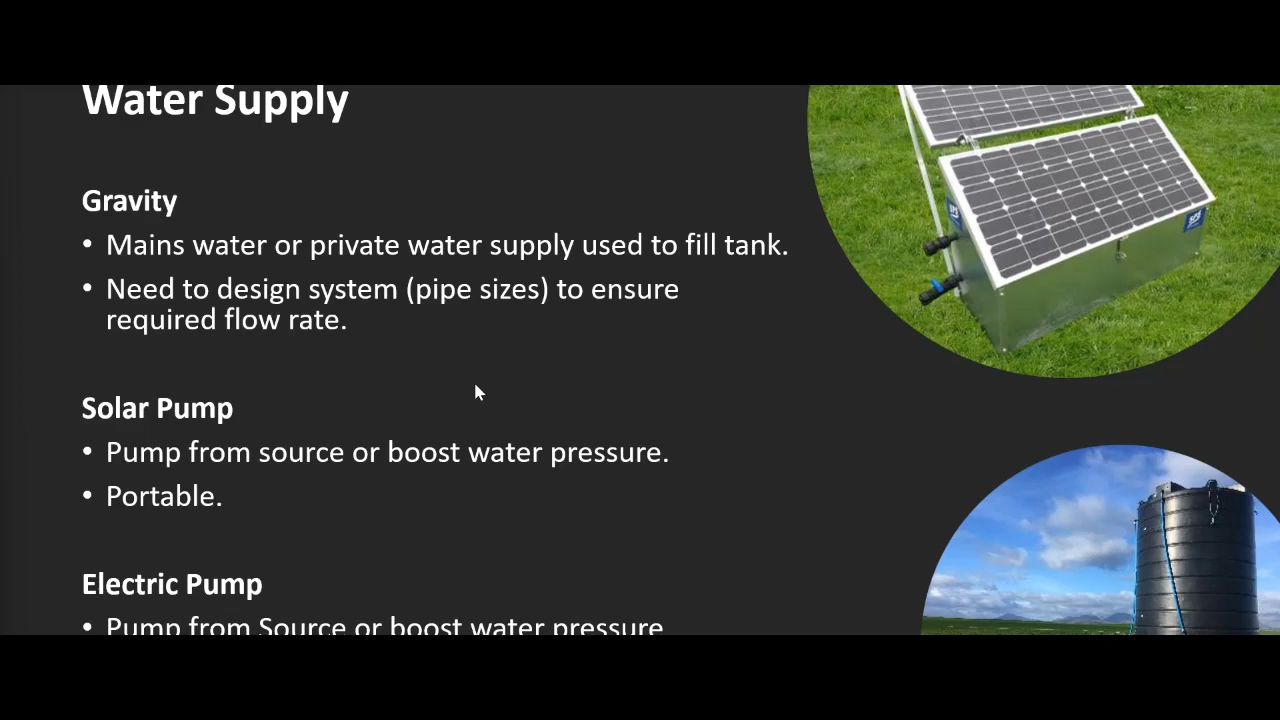 Water Supply
Gravity
• Mains water or private water supply used to fill tank.
• Need to design system (pipe sizes) to ensure
required flow rate.
Solar Pump
• Pump from source or boost water pressure.
• Portable.
Electric Pump
• Pump from Source or boost water pressure
SPS
SPS